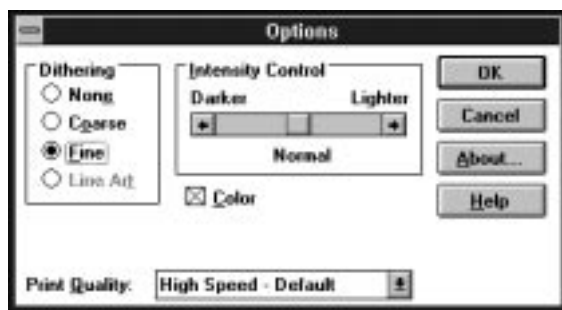 Options
Dithering
None
Coarse
Fine
Line Art
Intensity Control
Darker Lighter
Normal
Color
OK
Cancel
About...
Help
Print Quality: High Speed - Default